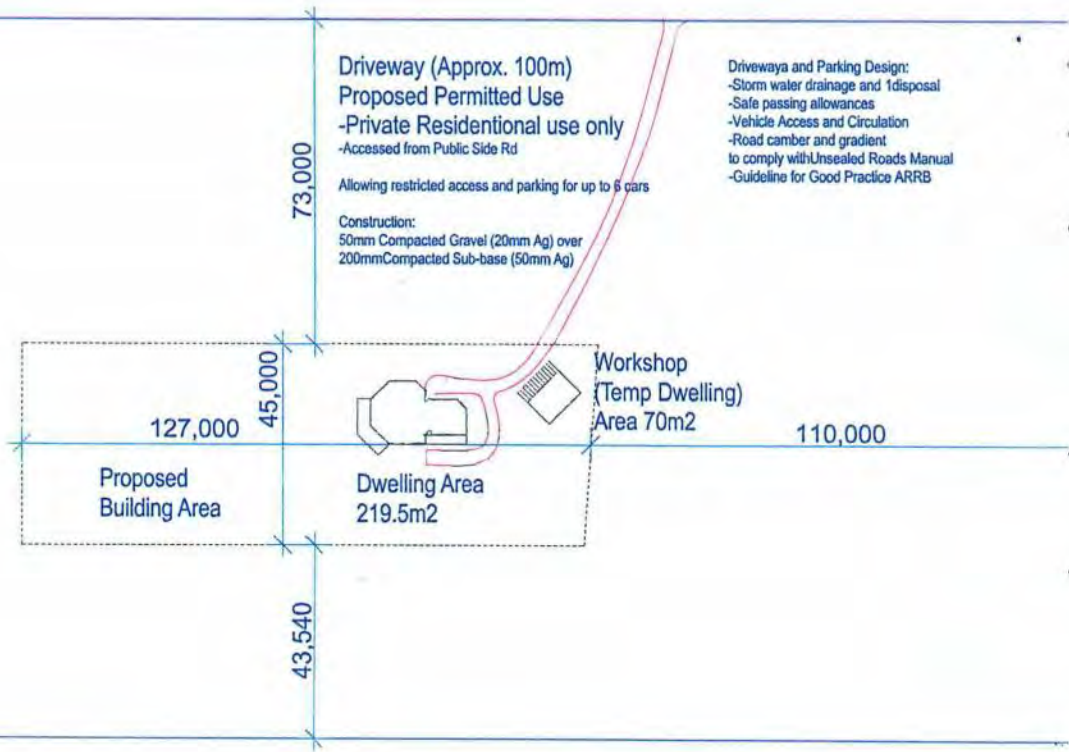 Driveway (Approx. 100m)
Proposed Permitted Use
-Private Residentional use only
-Accessed from Public Side Rd
Allowing restricted access and parking for up to 6 cars
Construction:
50mm Compacted Gravel (20mm Ag) over
200mmCompacted Sub-base (50mm Ag)
Drivewaya and Parking Design:
-Storm water drainage and 1disposal
-Safe passing allowances
-Vehicle Access and Circulation
-Road camber and gradient
to comply withUnsealed Roads Manual
-Guideline for Good Practice ARRB
73,000
45,000
127,000
Workshop
(Temp Dwelling)
Area 70m2
110,000
Proposed
Building Area
Dwelling Area
219.5m2
43,540